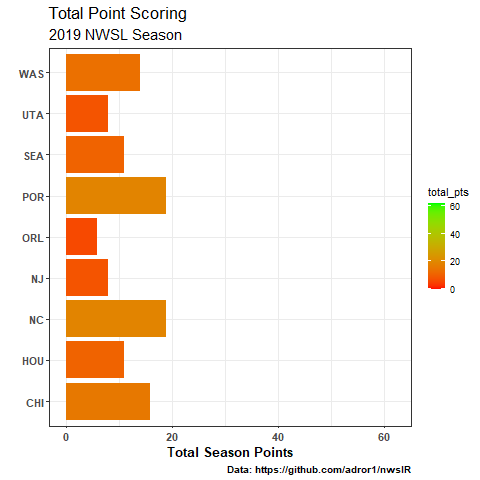 Total Point Scoring
2019 NWSL Season
WAS
UTA
SEA
POR
ORL
NJ
NC
HOU
CHI
0 20 40 60
Total Season Points
total_pts
60
40
20
0
Data: https://github.com/adror1/nwslR